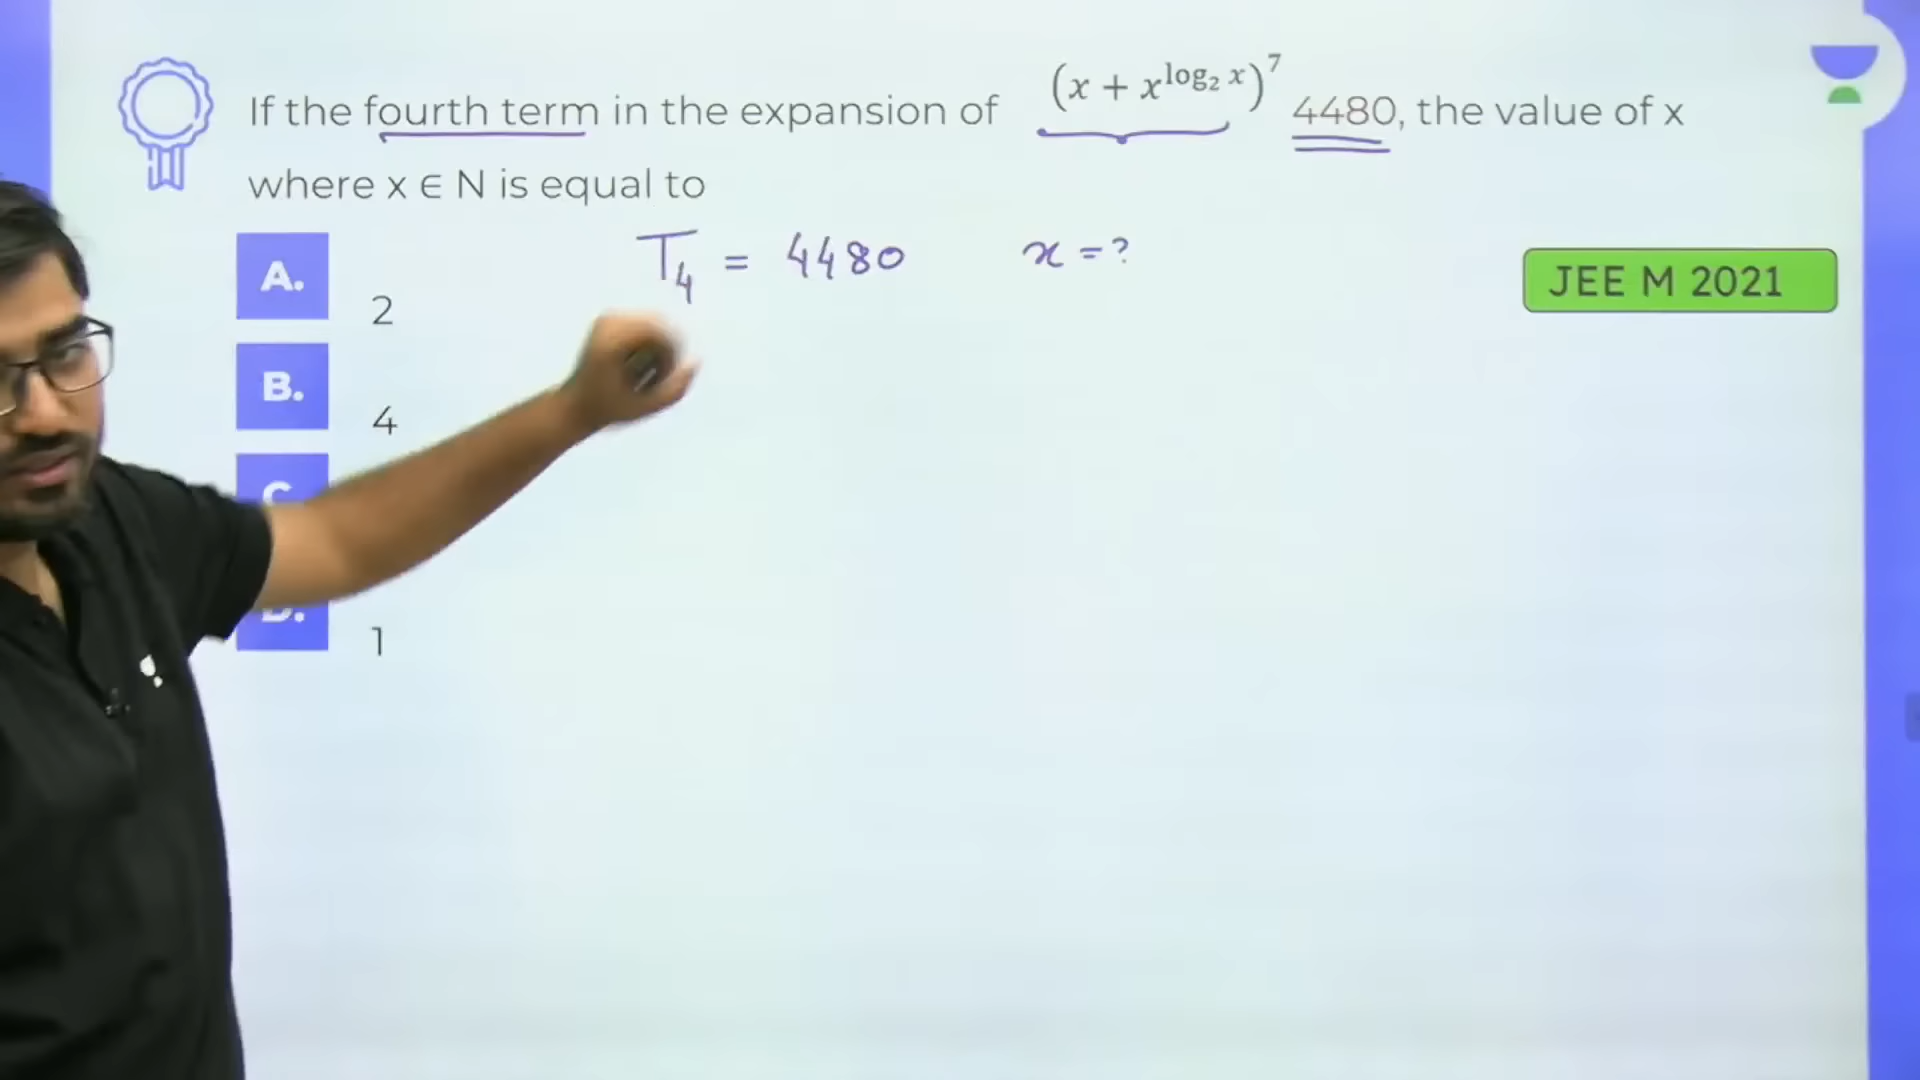 If the fourth term in the expansion of (x + x^{log₂ x})⁷ 4480, the value of x
where x ∈ N is equal to
T₄ = 4480 x = ?
JEE M 2021
A. 2
B. 4
C
D. 1